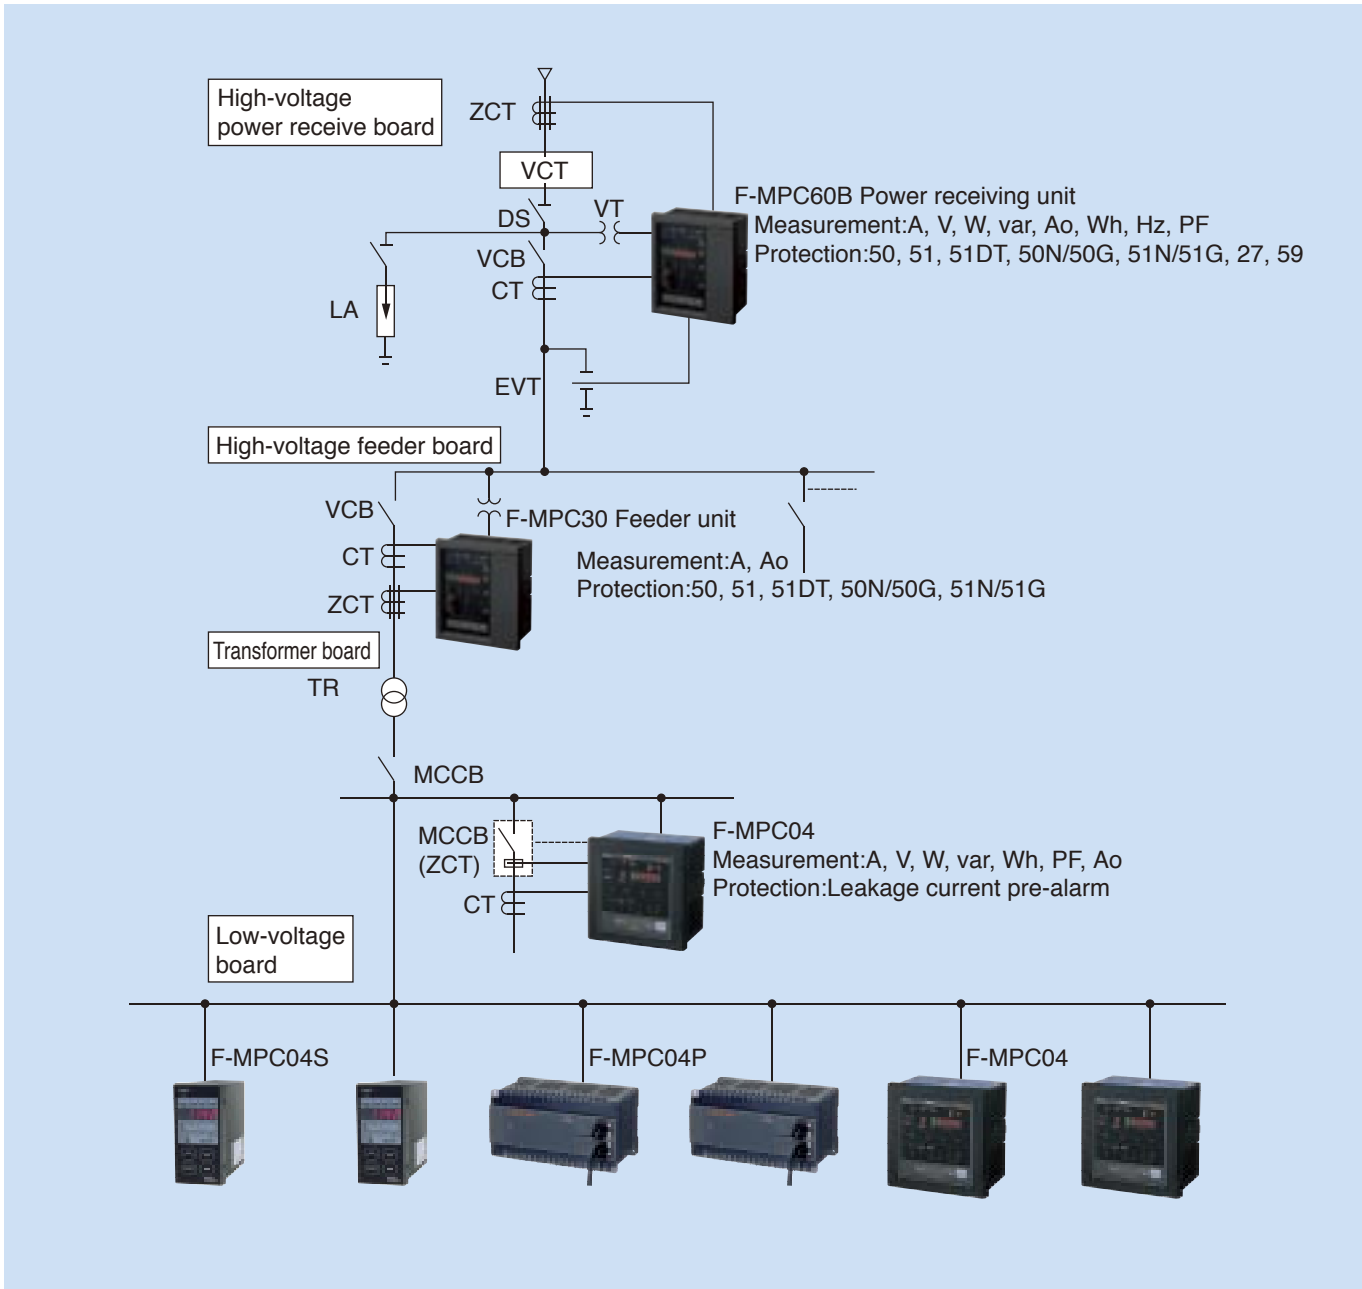 High-voltage
power receive board
ZCT
VCT
DS
VT
F-MPC60B Power receiving unit
Measurement:A, V, W, var, Ao, Wh, Hz, PF
Protection:50, 51, 51DT, 50N/50G, 51N/51G, 27, 59
VCB
CT
LA
EVT
High-voltage feeder board
VCB
F-MPC30 Feeder unit
CT
Measurement:A, Ao
Protection:50, 51, 51DT, 50N/50G, 51N/51G
ZCT
Transformer board
TR
MCCB
MCCB
(ZCT)
F-MPC04
Measurement:A, V, W, var, Wh, PF, Ao
Protection:Leakage current pre-alarm
CT
Low-voltage
board
F-MPC04S
F-MPC04P
F-MPC04